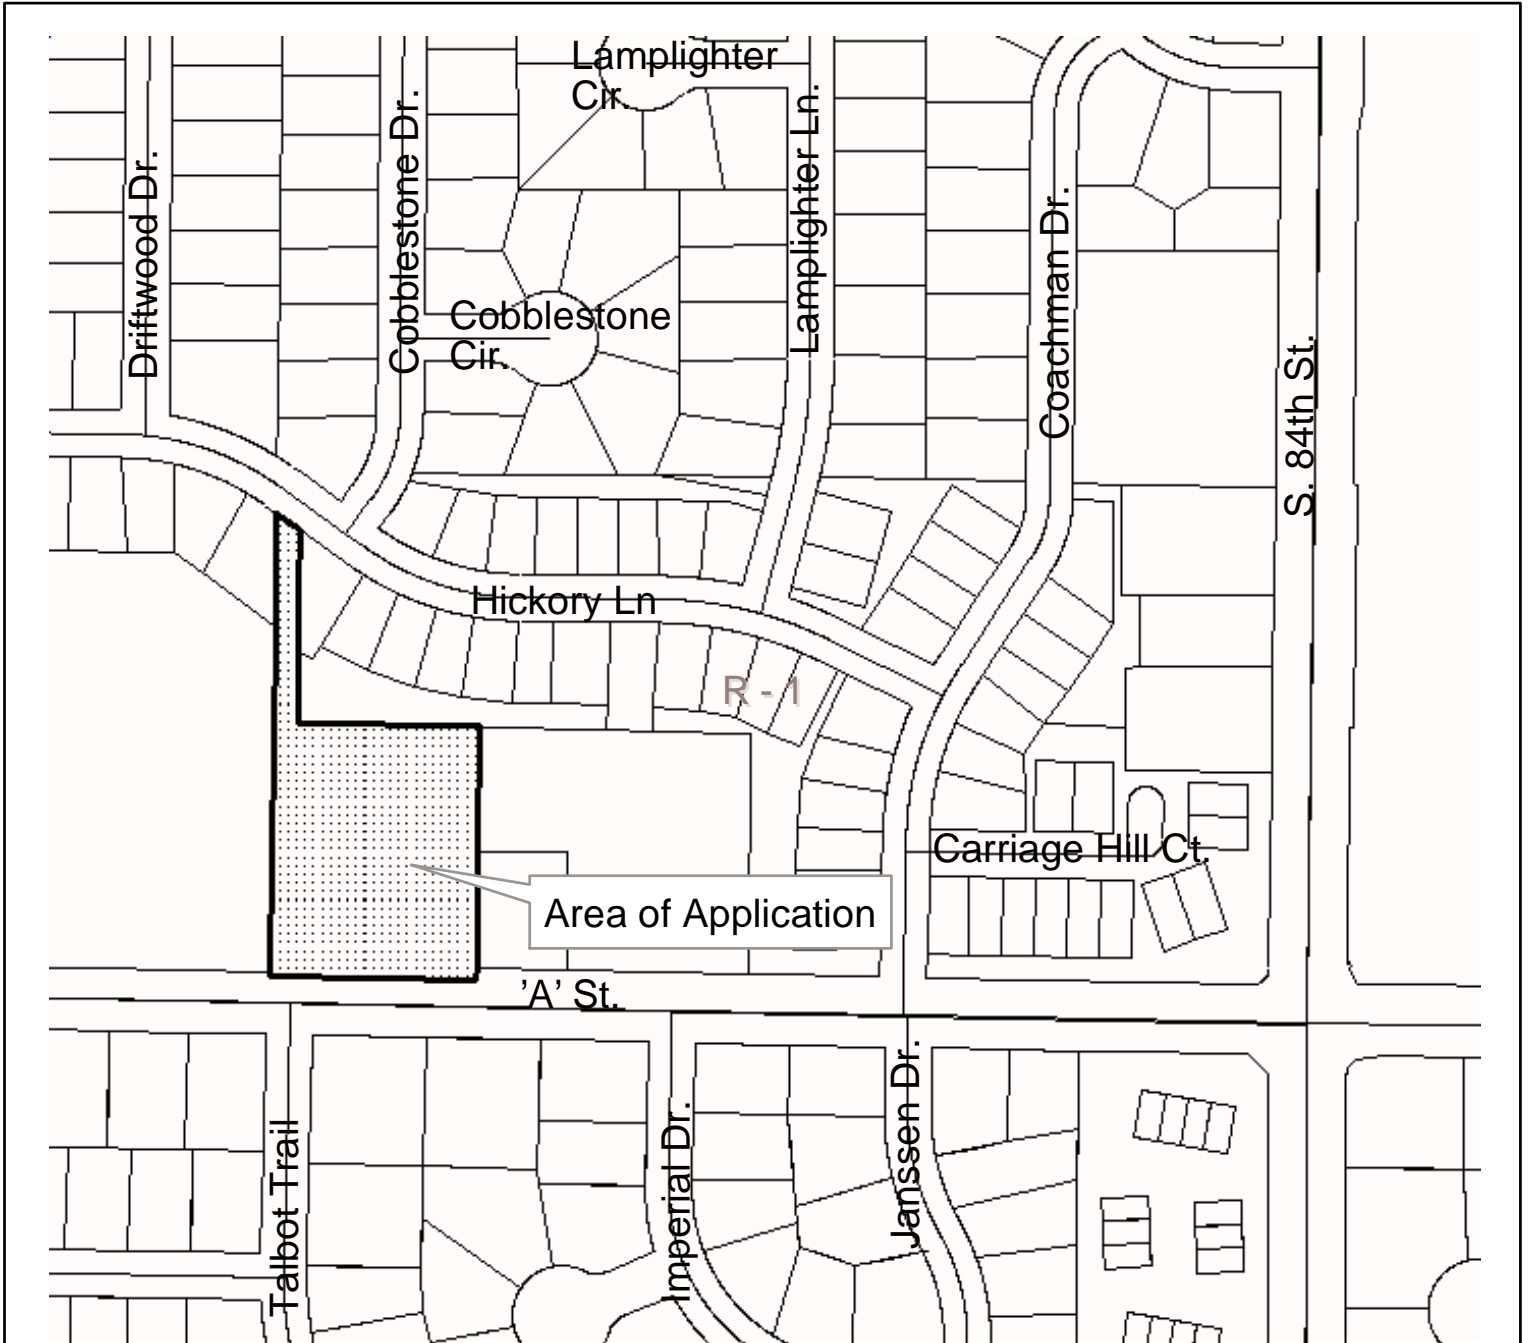 Lamplighter
Cir.
Driftwood Dr.
Cobblestone Dr.
Lamplighter Ln.
Coachman Dr.
S. 84th St.
Cobblestone
Cir.
Hickory Ln
R - 1
Carriage Hill Ct.
Area of Application
'A' St.
Talbot Trail
Imperial Dr.
Janssen Dr.